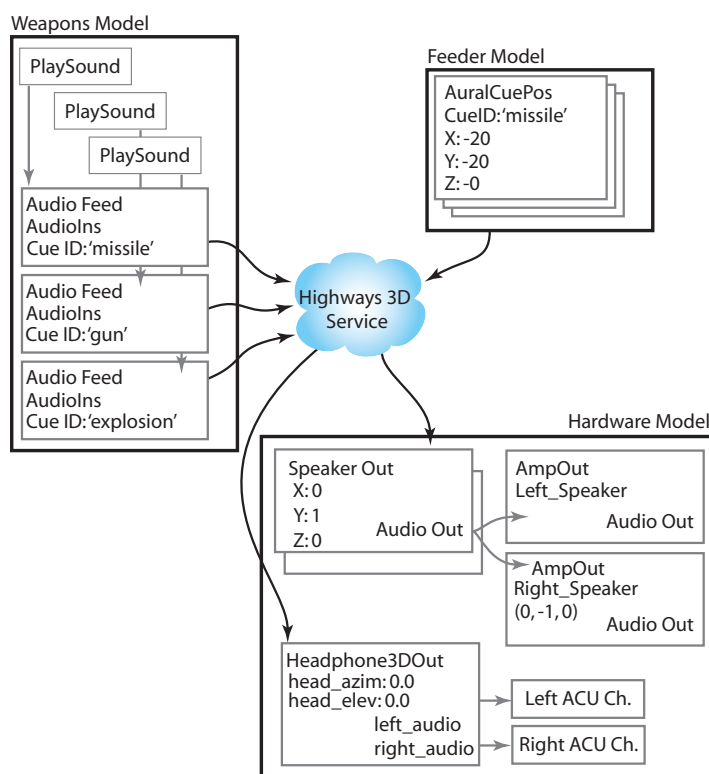 Weapons Model
PlaySound
PlaySound
PlaySound
Audio Feed
AudioIns
Cue ID:‘missile’
Audio Feed
AudioIns
Cue ID:‘gun’
Audio Feed
AudioIns
Cue ID:‘explosion’
Feeder Model
AuralCuePos
CueID:‘missile’
X:-20
Y:-20
Z:-0
Highways 3D
Service
Hardware Model
Speaker Out
X:0
Y:1
Z:0
Audio Out
AmpOut
Left_Speaker
Audio Out
AmpOut
Right_Speaker
(0,-1,0)
Audio Out
Headphone3DOut
head_azim:0.0
head_elev:0.0
left_audio
right_audio
Left ACU Ch.
Right ACU Ch.